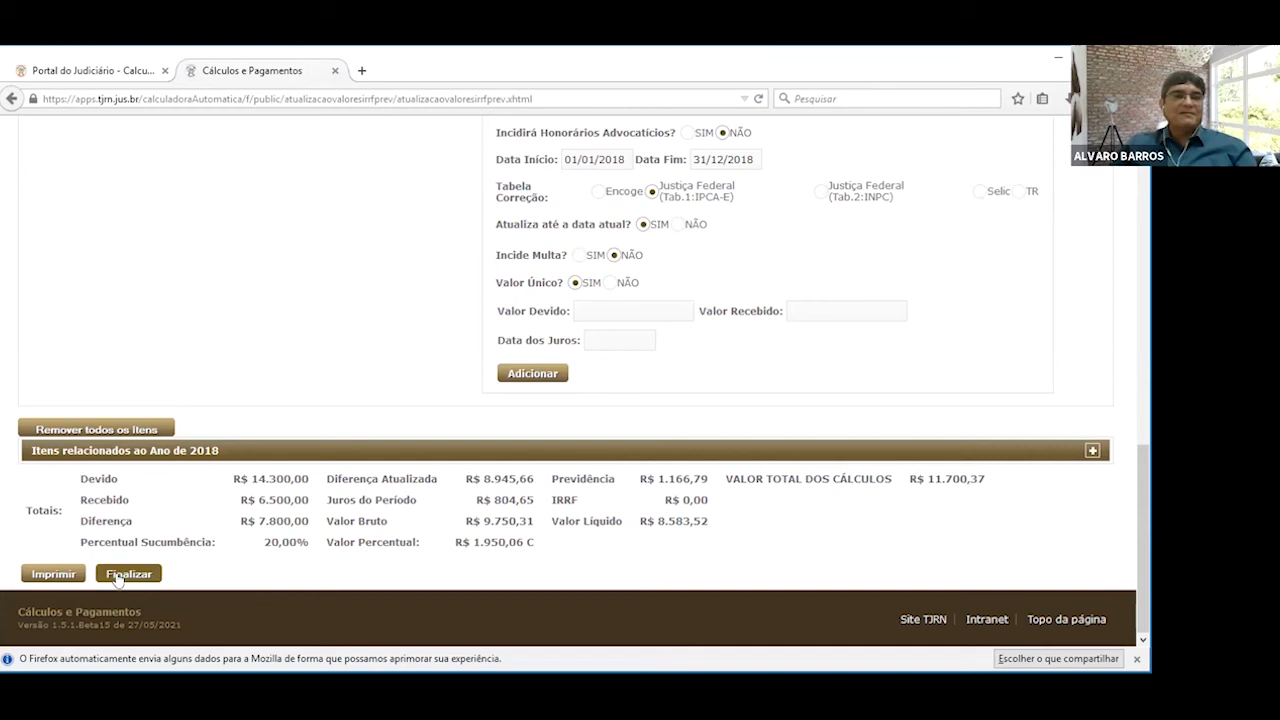 Portal do Judiciário - Calcu... × Cálculos e Pagamentos × +
https://apps.tjrn.jus.br/calculadoraAutomatica/f/public/atualizacaovaloresirrfprev/atualizacaovaloresirrfprev.xhtml Pesquisar
ALVARO BARROS
Incidirá Honorários Advocatícios? SIM NÃO
Data Início: 01/01/2018 Data Fim: 31/12/2018
Tabela Correção: Encoge Justiça Federal (Tab.1:IPCA-E) Justiça Federal (Tab.2:INPC) Selic TR
Atualiza até a data atual? SIM NÃO
Incide Multa? SIM NÃO
Valor Único? SIM NÃO
Valor Devido: Valor Recebido:
Data dos Juros:
Adicionar
Remover todos os Itens
Itens relacionados ao Ano de 2018
Devido R$ 14.300,00 Diferença Atualizada R$ 8.945,66 Previdência R$ 1.166,79 VALOR TOTAL DOS CÁLCULOS R$ 11.700,37
Recebido R$ 6.500,00 Juros do Período R$ 804,65 IRRF R$ 0,00
Totais:
Diferença R$ 7.800,00 Valor Bruto R$ 9.750,31 Valor Líquido R$ 8.583,52
Percentual Sucumbência: 20,00% Valor Percentual: R$ 1.950,06 C
Imprimir Finalizar
Cálculos e Pagamentos
Versão 1.5.1.Beta15 de 27/05/2021
Site TJRN Intranet Topo da página
O Firefox automaticamente envia alguns dados para a Mozilla de forma que possamos aprimorar sua experiência. Escolher o que compartilhar ×